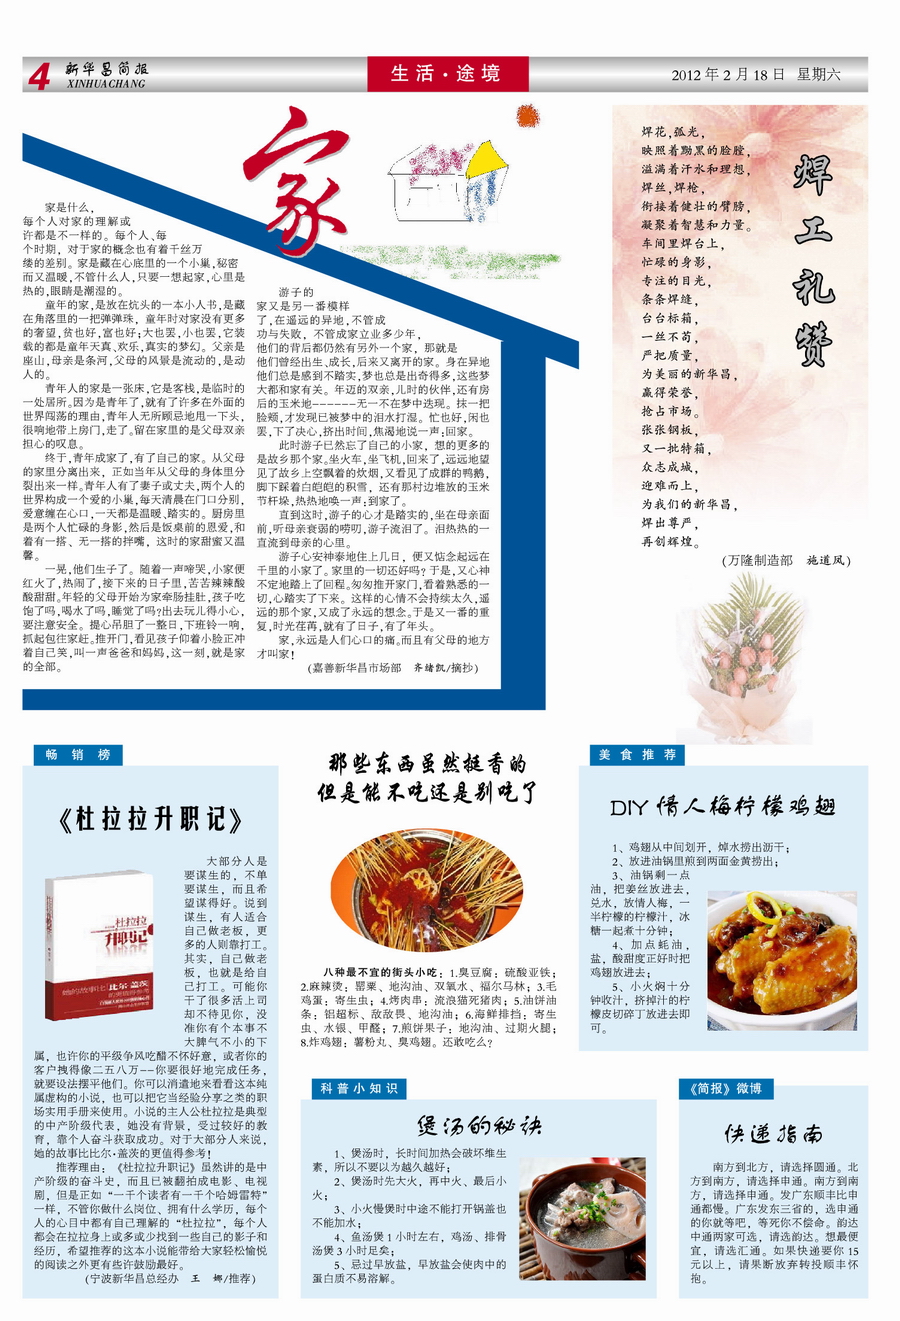 4
新华昌简报
XINHUACHANG
生活·途境
2012 年 2 月 18 日 星期六
家
家是什么，
每个人对家的理解或
许都是不一样的。每个人、每
个时期，对于家的概念也有着千丝万
缕的差别。家是藏在心底里的一个小巢,秘密
而又温暖,不管什么人,只要一想起家,心里是
热的,眼睛是潮湿的。
童年的家,是放在炕头的一本小人书,是藏
在角落里的一把弹弹珠，童年时对家没有更多
的奢望,贫也好,富也好;大也罢,小也罢,它装
载的都是童年天真、欢乐,真实的梦幻。父亲是
座山,母亲是条河,父母的风景是流动的,是动
人的。
青年人的家是一张床,它是客栈,是临时的
一处居所。因为是青年了,就有了许多在外面的
世界闯荡的理由,青年人无所顾忌地甩一下头,
很响地带上房门,走了。留在家里的是父母双亲
担心的叹息。
终于,青年成家了,有了自己的家。从父母
的家里分离出来，正如当年从父母的身体里分
裂出来一样。青年人有了妻子或丈夫,两个人的
世界构成一个爱的小巢,每天清晨在门口分别,
爱意缠在心口,一天都是温暖、踏实的。厨房里
是两个人忙碌的身影,然后是饭桌前的恩爱,和
着有一搭、无一搭的拌嘴，这时的家甜蜜又温
馨。
一晃,他们生子了。随着一声啼哭,小家便
红火了,热闹了,接下来的日子里,苦苦辣辣酸
酸甜甜。年轻的父母开始为家牵肠挂肚,孩子吃
饱了吗,喝水了吗,睡觉了吗?出去玩儿得小心,
要注意安全。提心吊胆了一整日,下班铃一响,
抓起包往家赶。推开门,看见孩子仰着小脸正冲
着自己笑,叫一声爸爸和妈妈,这一刻,就是家
的全部。
游子的
家又是另一番模样
了,在遥远的异地,不管成
功与失败，不管成家立业多少年,
他们的背后都仍然有另外一个家，那就是
他们曾经出生、成长,后来又离开的家。身在异地
他们总是感到不踏实,梦也总是出奇得多,这些梦
大都和家有关。年迈的双亲,儿时的伙伴,还有房
后的玉米地------无一不在梦中迭现。抹一把
脸颊,才发现已被梦中的泪水打湿。忙也好,闲也
罢,下了决心,挤出时间,焦渴地说一声:回家。
此时游子已然忘了自己的小家，想的更多的
是故乡那个家。坐火车,坐飞机,回来了,远远地望
见了故乡上空飘着的炊烟,又看见了成群的鸭鹅,
脚下踩着白皑皑的积雪，还有那村边堆放的玉米
节杆垛,热热地唤一声:到家了。
直到这时,游子的心才是踏实的,坐在母亲面
前,听母亲衰弱的唠叨,游子流泪了。泪热热的一
直流到母亲的心里。
游子心安神泰地住上几日，便又惦念起远在
千里的小家了。家里的一切还好吗?于是,又心神
不定地踏上了回程。匆匆推开家门,看着熟悉的一
切,心踏实了下来。这样的心情不会持续太久,遥
远的那个家,又成了永远的想念。于是又一番的重
复,时光荏苒,就有了日子,有了年头。
家,永远是人们心口的痛。而且有父母的地方
才叫家!
(嘉善新华昌市场部 齐绪凯/摘抄)
焊工礼赞
焊花,孤光,
映照着黝黑的脸膛,
溢满着汗水和理想,
焊丝,焊枪,
衔接着健壮的臂膀,
凝聚着智慧和力量。
车间里焊台上,
忙碌的身影,
专注的目光,
条条焊缝,
台台标箱,
一丝不苟,
严把质量,
为美丽的新华昌,
赢得荣誉,
抢占市场。
张张钢板,
又一批特箱,
众志成城,
迎难而上,
为我们的新华昌,
焊出尊严,
再创辉煌。
(万隆制造部 施道凤)
畅销榜
《杜拉拉升职记》
杜拉拉
升职记
她的故事比比尔·盖茨
的更值得参考
大部分人是
要谋生的，不单
要谋生，而且希
望谋得好。说到
谋生，有人适合
自己做老板，更
多的人则靠打工。
其实，自己做老
板，也就是给自
己打工。可能你
干了很多活上司
却不待见你，没
准你有个本事不
大脾气不小的下
属，也许你的平级争风吃醋不怀好意，或者你的
客户拽得像二五八万--你要很好地完成任务，
就要设法摆平他们。你可以消遣地来看看这本纯
属虚构的小说，也可以把它当经验分享之类的职
场实用手册来使用。小说的主人公杜拉拉是典型
的中产阶级代表，她没有背景，受过较好的教
育，靠个人奋斗获取成功。对于大部分人来说，
她的故事比比尔·盖茨的更值得参考!
推荐理由：《杜拉拉升职记》虽然讲的是中
产阶级的奋斗史，而且已被翻拍成电影、电视
剧，但是正如“一千个读者有一千个哈姆雷特”
一样，不管你做什么岗位、拥有什么学历，每个
人的心目中都有自己理解的“杜拉拉”，每个人
都会在拉拉身上或多或少找到一些自己的影子和
经历，希望推荐的这本小说能带给大家轻松愉悦
的阅读之外更有些许鼓励最好。
(宁波新华昌总经办 王 娜/推荐)
那些东西虽然挺香的
但是能不吃还是别吃了
八种最不宜的街头小吃：1.臭豆腐：硫酸亚铁；
2.麻辣烫：罂粟、地沟油、双氧水、福尔马林；3.毛
鸡蛋：寄生虫；4.烤肉串：流浪猫死猪肉；5.油饼油
条：铝超标、敌敌畏、地沟油；6.海鲜排挡：寄生
虫、水银、甲醛；7.煎饼果子：地沟油、过期火腿；
8.炸鸡翅：薯粉丸、臭鸡翅。还敢吃么?
美食推荐
DIY 情人梅柠檬鸡翅
1、鸡翅从中间划开，焯水捞出沥干；
2、放进油锅里煎到两面金黄捞出；
3、油锅剩一点
油，把姜丝放进去，
兑水，放情人梅，一
半柠檬的柠檬汁，冰
糖一起煮十分钟；
4、加点蚝油，
盐，酸甜度正好时把
鸡翅放进去；
5、小火焖十分
钟收汁，挤掉汁的柠
檬皮切碎丁放进去即
可。
科普小知识
煲汤的秘诀
1、煲汤时，长时间加热会破坏维生
素，所以不要以为越久越好；
2、煲汤时先大火，再中火、最后小
火；
3、小火慢煲时中途不能打开锅盖也
不能加水；
4、鱼汤煲 1 小时左右，鸡汤、排骨
汤煲 3 小时足矣；
5、忌过早放盐，早放盐会使肉中的
蛋白质不易溶解。
《简报》微博
快递指南
南方到北方，请选择圆通。北
方到南方，请选择申通。南方到南
方，请选择申通。发广东顺丰比申
通都慢。广东发东三省的，选申通
的你就等吧，等死你不偿命。韵达
中通两家可选，请选韵达。想最便
宜，请选汇通。如果快递要你 15
元以上，请果断放弃转投顺丰怀
抱。